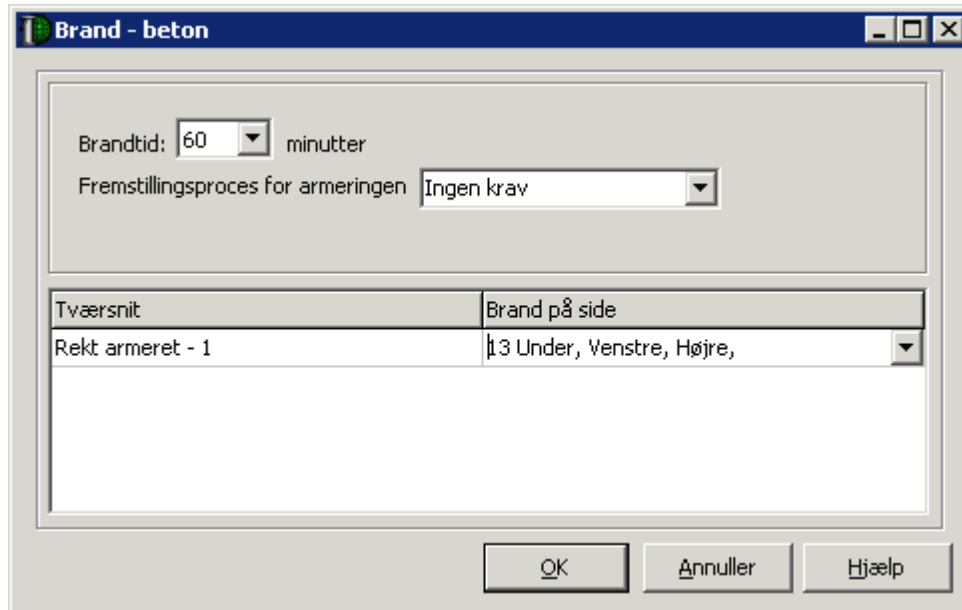 Brand - beton
Brandtid: 60 minutter
Fremstillingsproces for armeringen Ingen krav
Tværsnit Brand på side
Rekt armeret - 1 13 Under, Venstre, Højre,
OK Annuller Hjælp